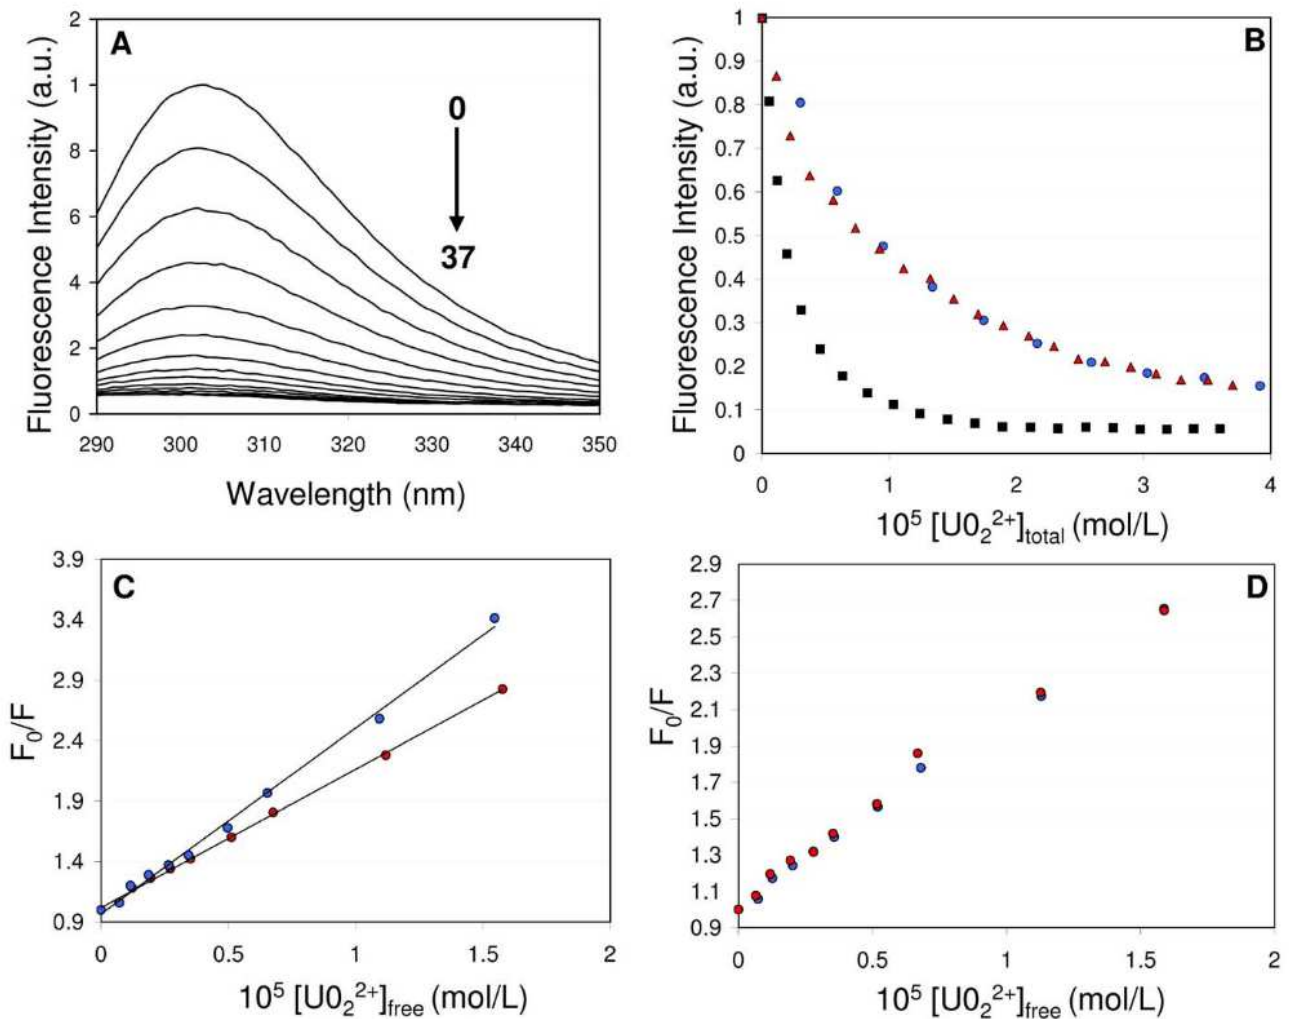 A
Fluorescence Intensity (a.u.)
2
1
8
6
4
2
0
0
37
290 300 310 320 330 340 350
Wavelength (nm)
B
Fluorescence Intensity (a.u.)
1
0.9
0.8
0.7
0.6
0.5
0.4
0.3
0.2
0.1
0
0 1 2 3 4
10⁵ [U0₂²⁺]total (mol/L)
C
F₀/F
3.9
3.4
2.9
2.4
1.9
1.4
0.9
0 0.5 1 1.5 2
10⁵ [U0₂²⁺]free (mol/L)
D
F₀/F
2.9
2.7
2.5
2.3
2.1
1.9
1.7
1.5
1.3
1.1
0.9
0 0.5 1 1.5 2
10⁵ [U0₂²⁺]free (mol/L)